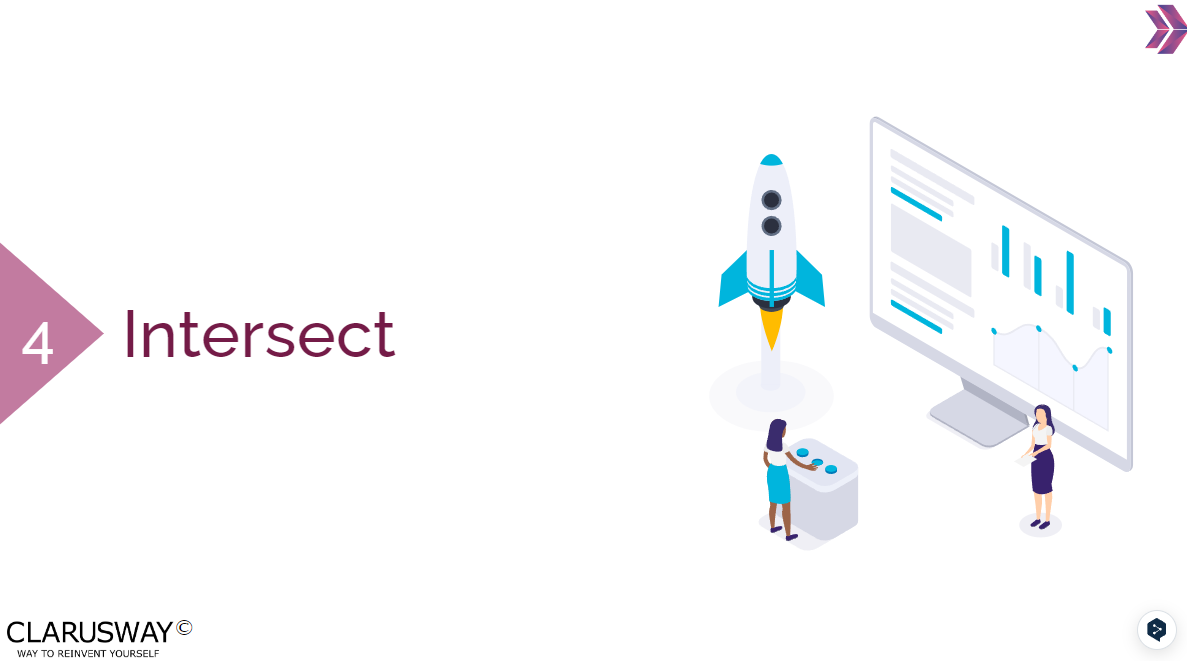 4
Intersect
CLARUSWAY©
WAY TO REINVENT YOURSELF